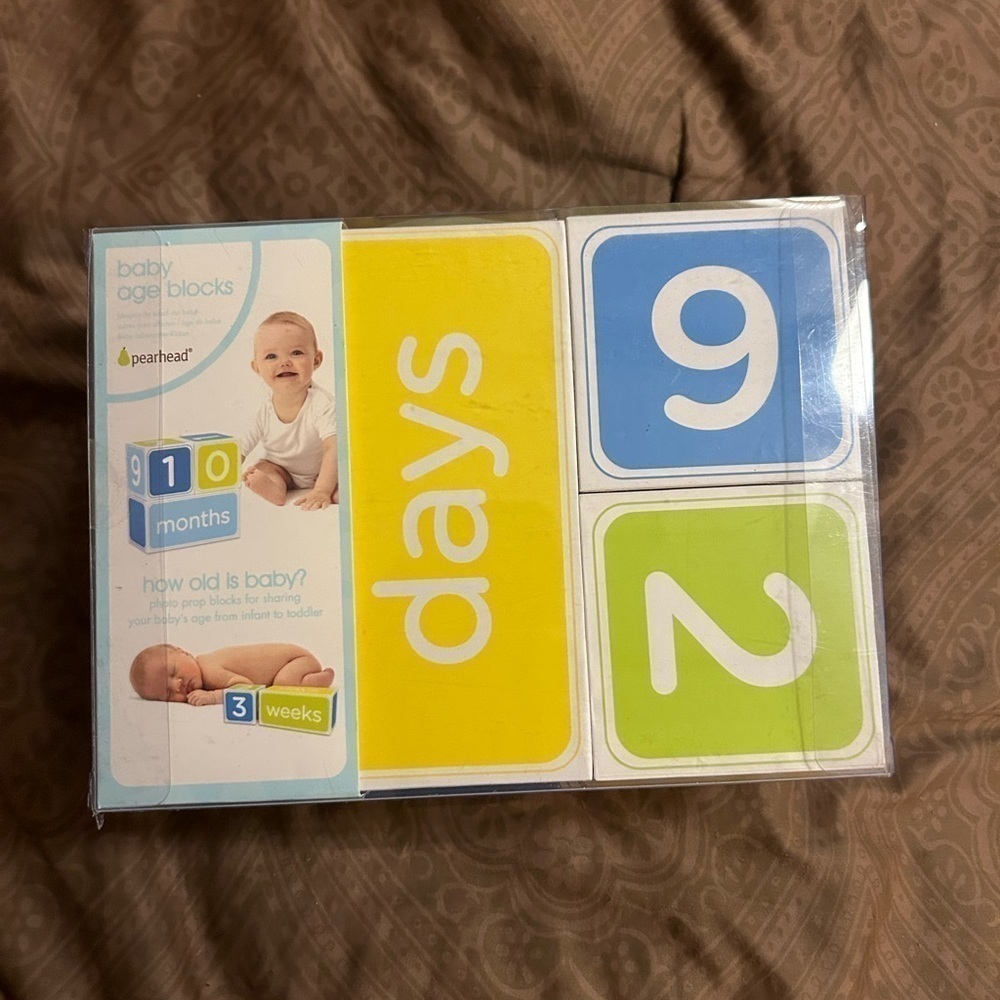 baby
age blocks
pearhead®
9 1 0
months
how old is baby?
photo prop blocks for sharing
your baby's age from infant to toddler
3 weeks
days
9
2